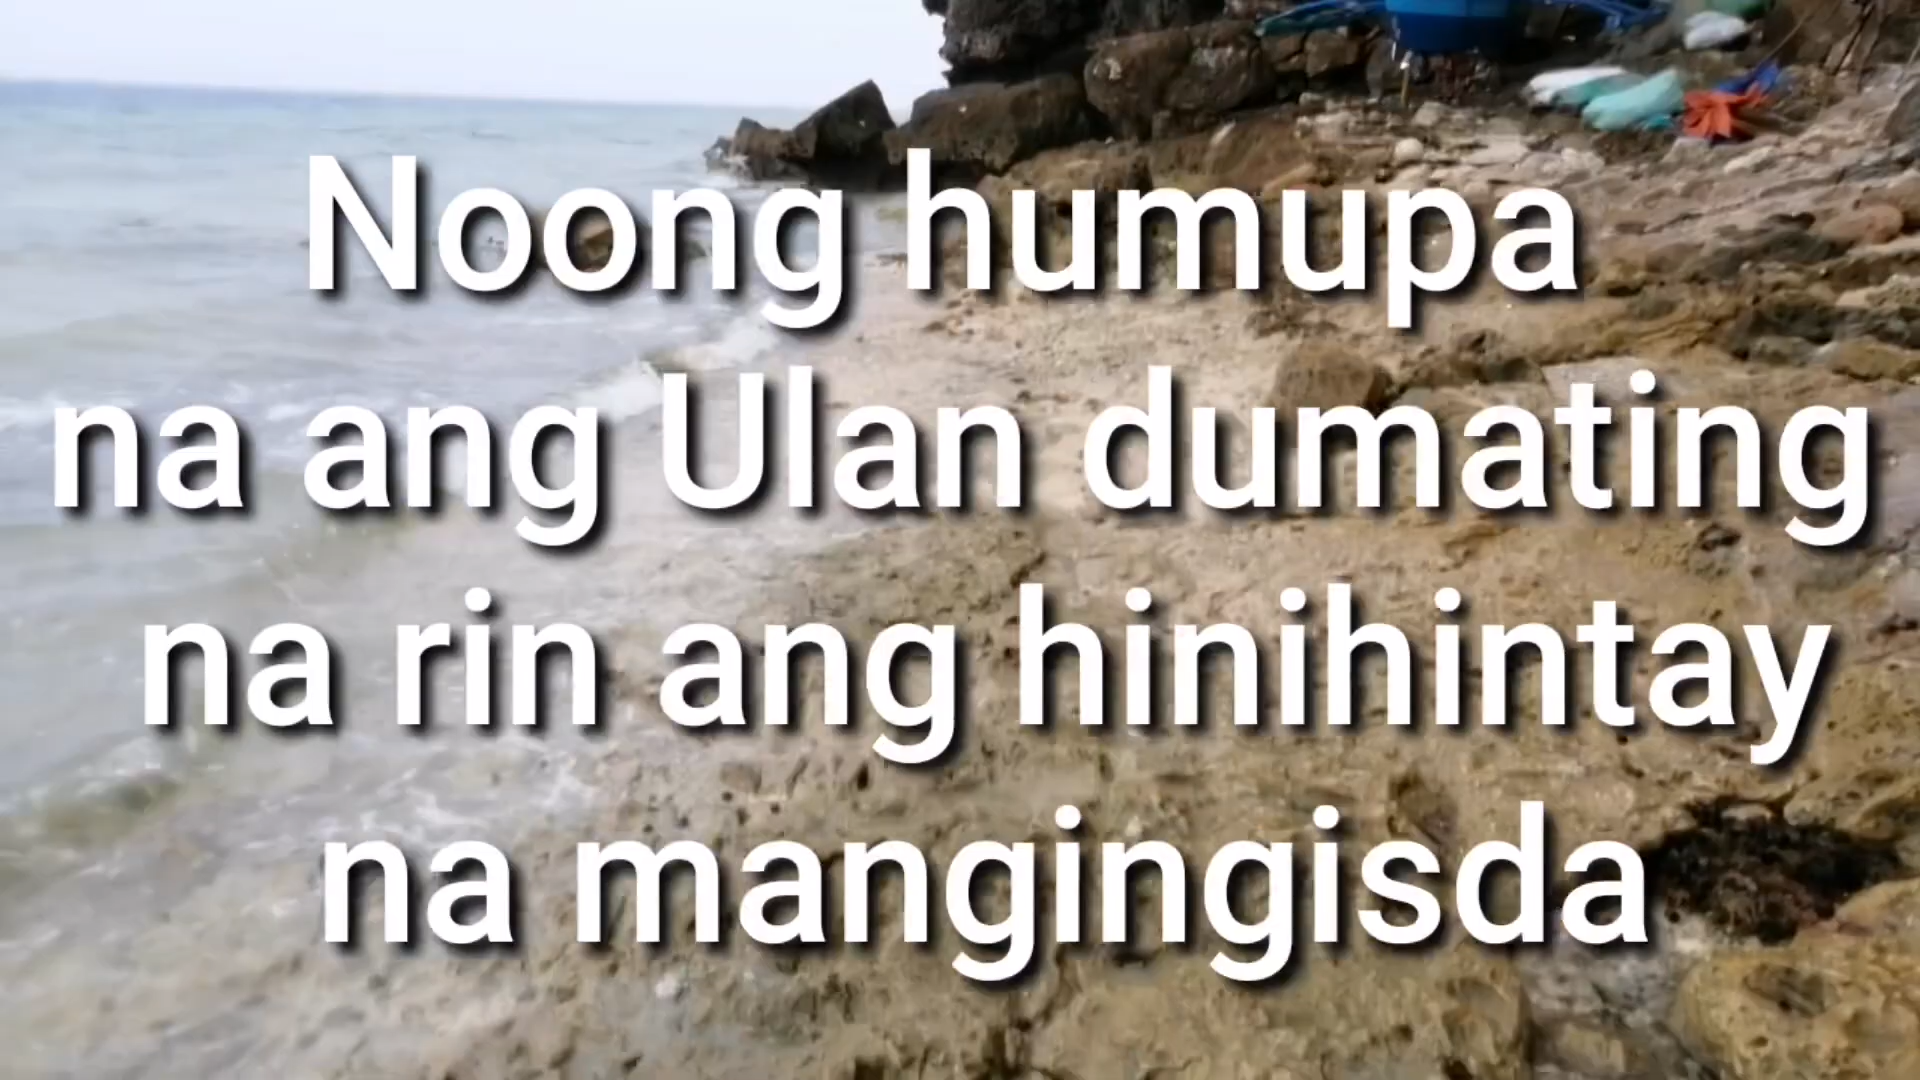 Noong humupa
na ang Ulan dumating
na rin ang hinihintay
na mangingisda